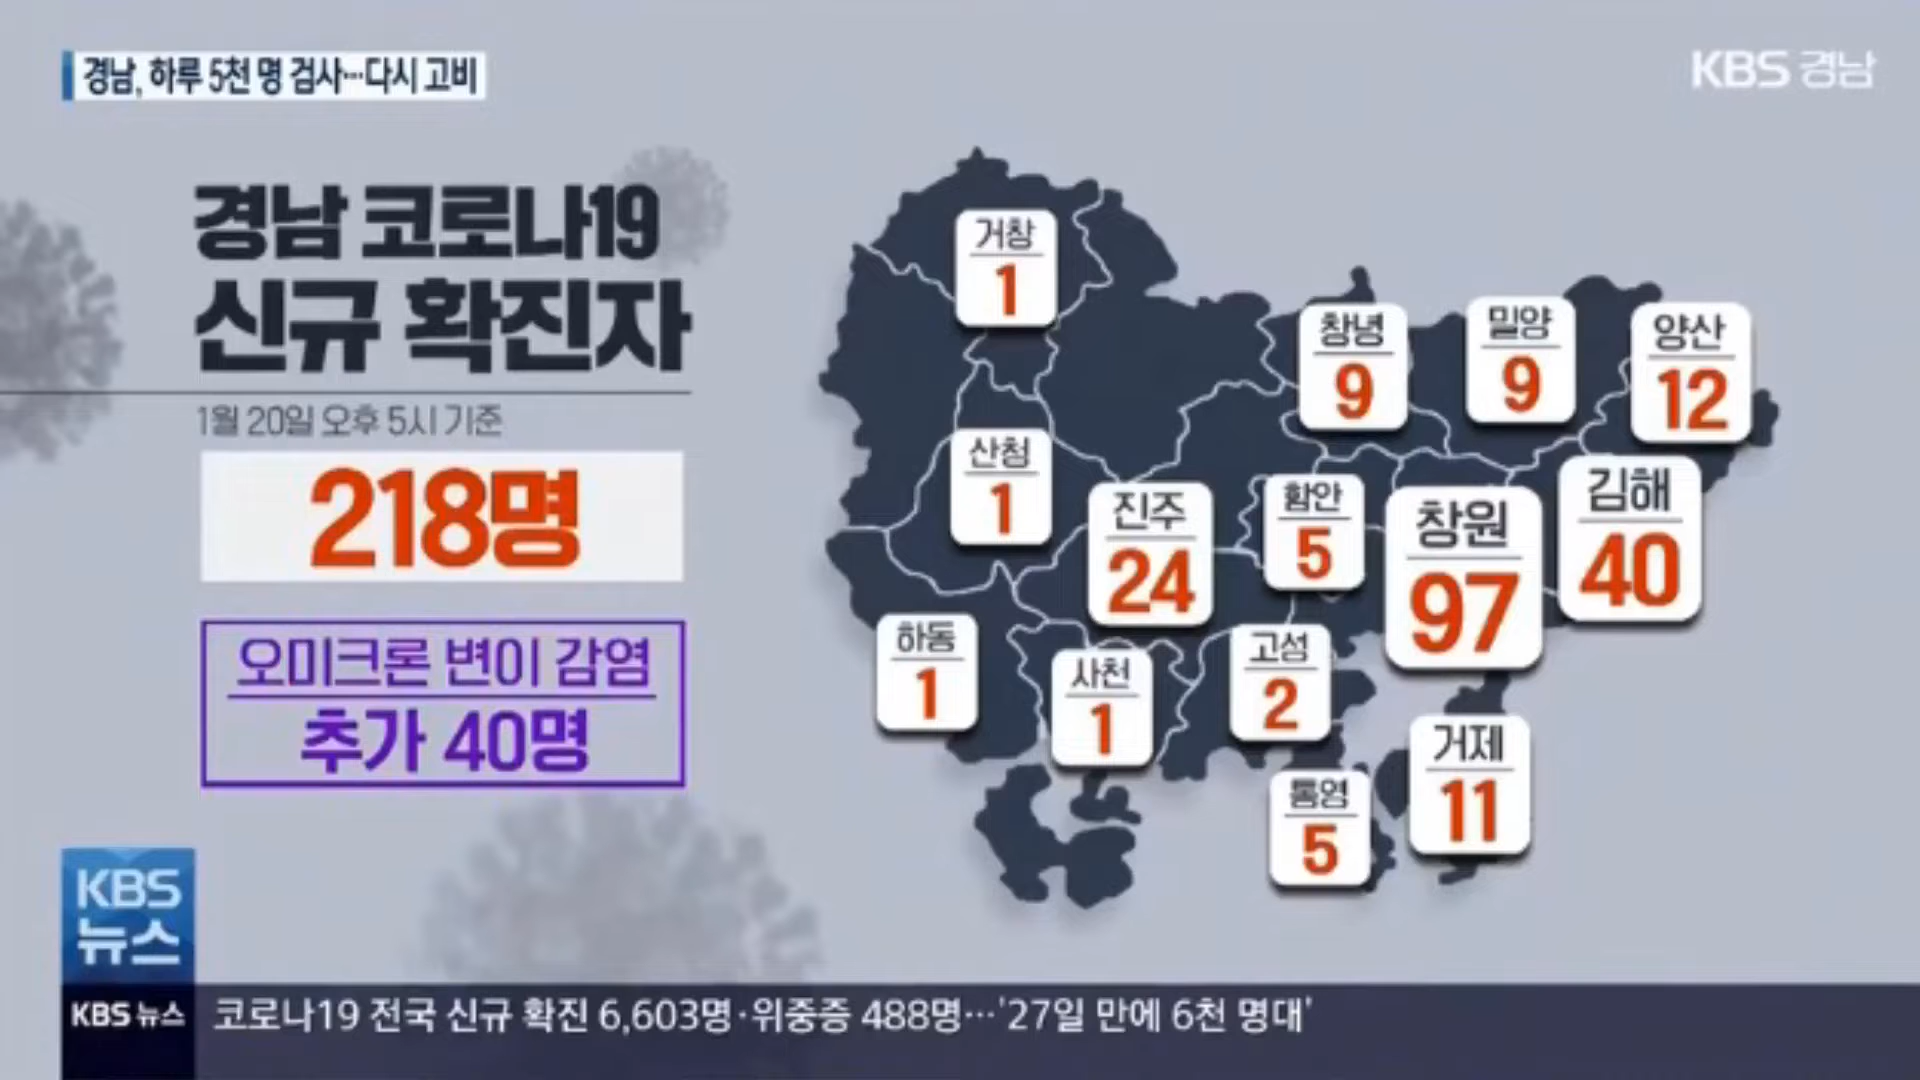 경남, 하루 5천 명 검사…다시 고비
KBS 경남
경남 코로나19
신규 확진자
1월 20일 오후 5시 기준
218명
오미크론 변이 감염
추가 40명
거창
1
창녕
9
밀양
9
양산
12
산청
1
진주
24
함안
5
창원
97
김해
40
하동
1
사천
1
고성
2
거제
11
통영
5
KBS
뉴스
KBS 뉴스
코로나19 전국 신규 확진 6,603명·위중증 488명…'27일 만에 6천 명대'